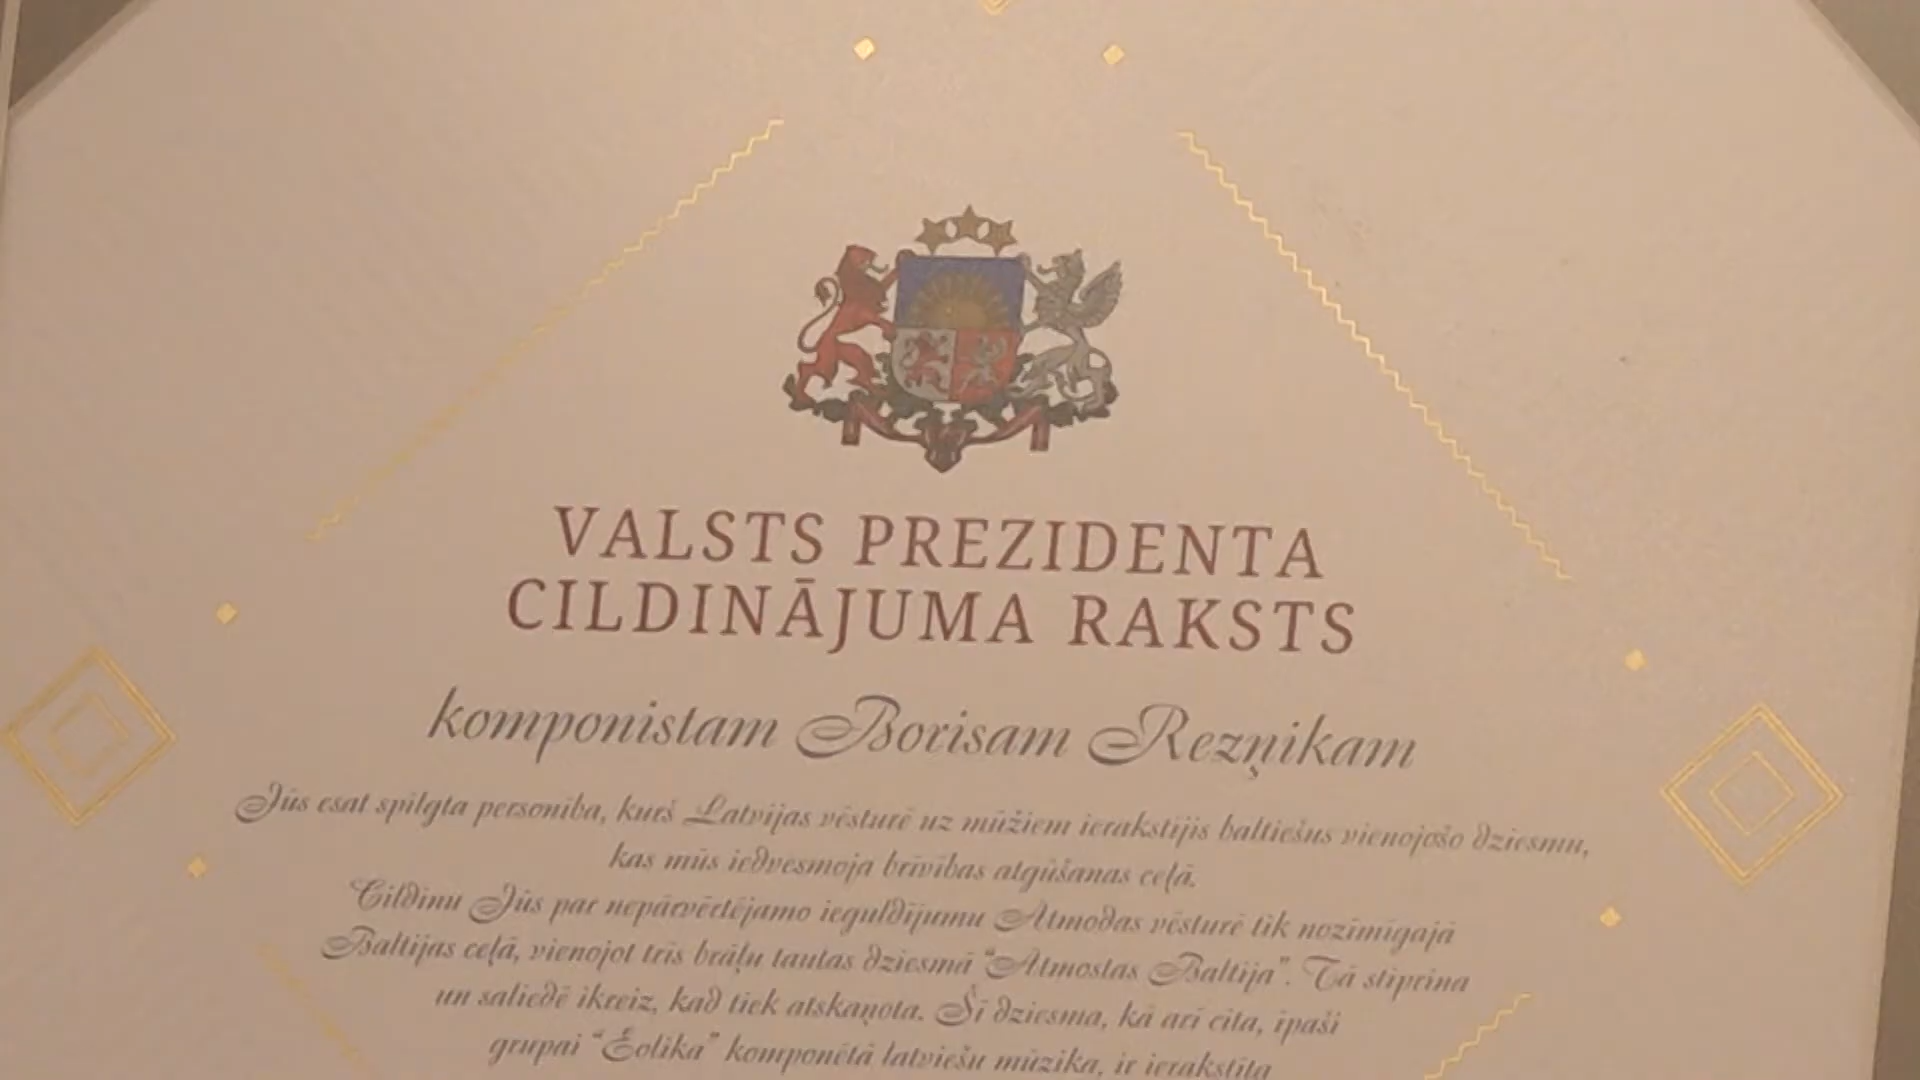 VALSTS PREZIDENTA
CILDINĀJUMA RAKSTS
komponistam Borisam Rezņikam
Jūs esat spilgta personība, kurš Latvijas vēsturē uz mūžiem ierakstījis baltiešus vienojošo dziesmu,
kas mūs iedvesmoja brīvības atgūšanas ceļā.
Cildinu Jūs par nepārvērtējamo ieguldījumu Atmodas vēsturē tik nozīmīgajā
Baltijas ceļā, vienojot trīs brāļu tautas dziesmā “Atmostas Baltija”. Tā stiprina
un saliedē ikreiz, kad tiek atskaņota. Šī dziesma, kā arī cita, īpaši
grupai “Eolika” komponētā latviešu mūzika, ir ierakstīta